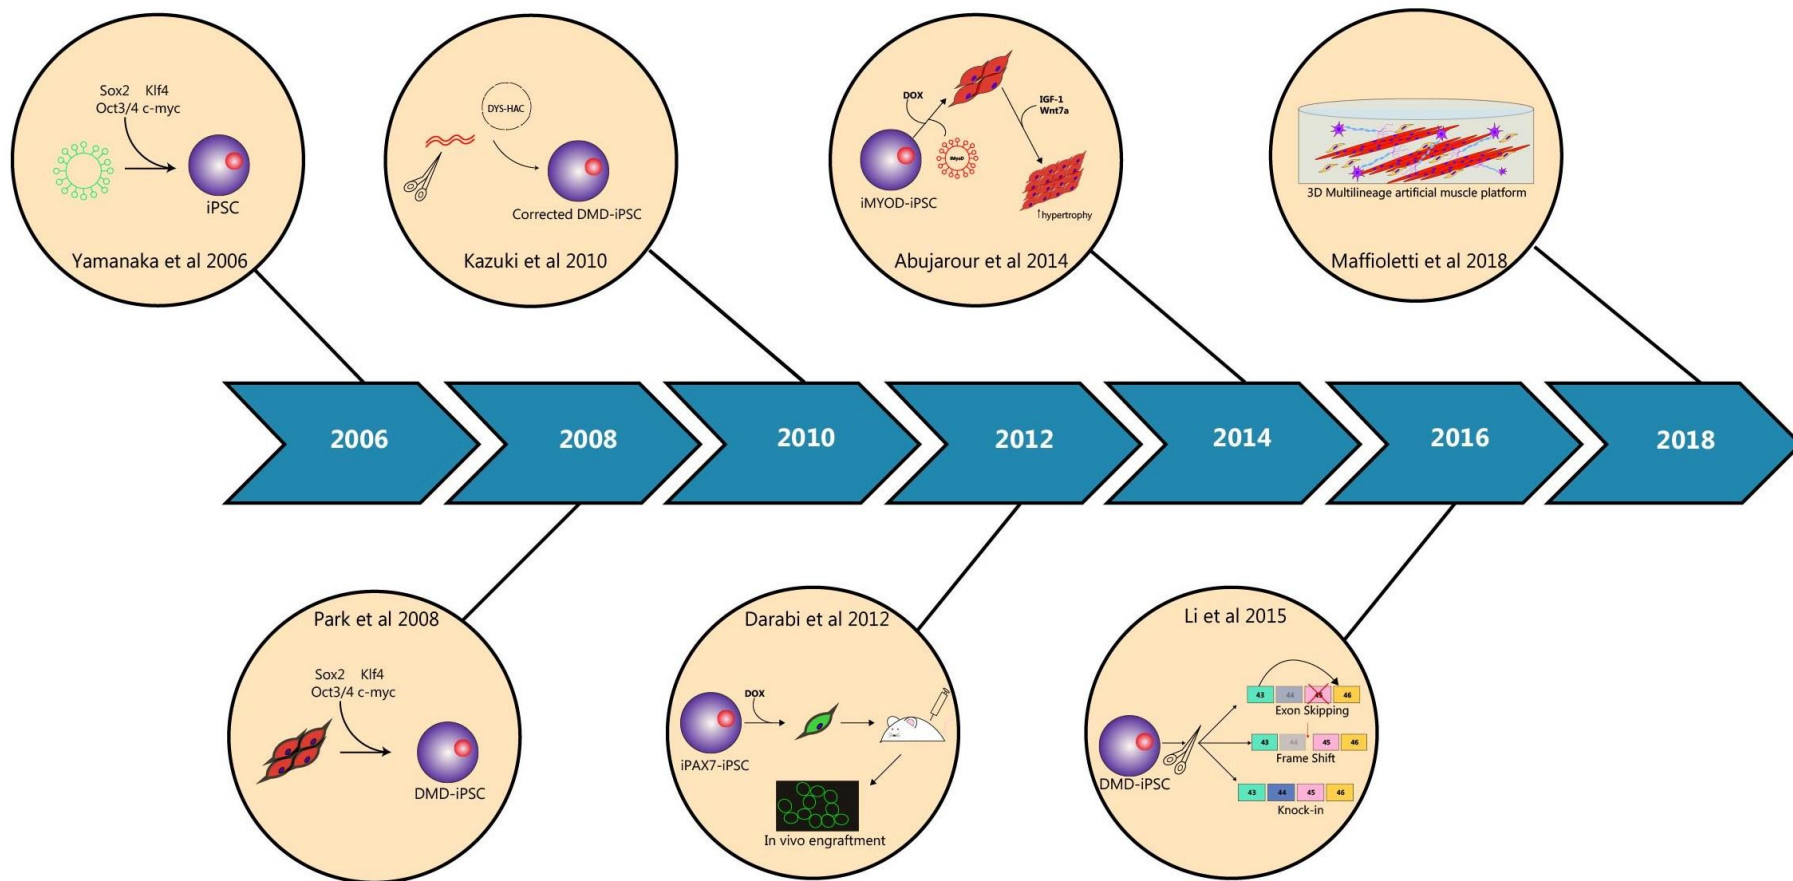 Sox2 Klf4
Oct3/4 c-myc
iPSC
Yamanaka et al 2006
DYS-HAC
Corrected DMD-iPSC
Kazuki et al 2010
DOX
IGF-1
Wnt7a
iMyoD
iMYOD-iPSC
↑hypertrophy
Abujarour et al 2014
3D Multilineage artificial muscle platform
Maffioletti et al 2018
2006
2008
2010
2012
2014
2016
2018
Park et al 2008
Sox2 Klf4
Oct3/4 c-myc
DMD-iPSC
Darabi et al 2012
DOX
iPAX7-iPSC
In vivo engraftment
Li et al 2015
43 44 45 46
Exon Skipping
43 44 45 46
Frame Shift
DMD-iPSC
43 44 45 46
Knock-in